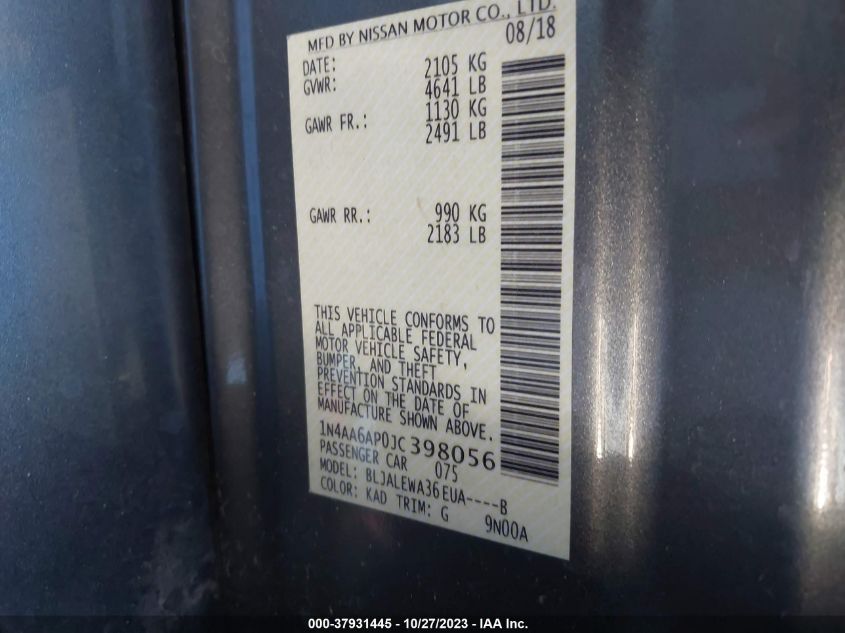 MFD BY NISSAN MOTOR CO., LTD.
DATE: 08/18
GVWR: 2105 KG
4641 LB
GAWR FR.: 1130 KG
2491 LB
GAWR RR.: 990 KG
2183 LB
THIS VEHICLE CONFORMS TO
ALL APPLICABLE FEDERAL
MOTOR VEHICLE SAFETY,
BUMPER, AND THEFT
PREVENTION STANDARDS IN
EFFECT ON THE DATE OF
MANUFACTURE SHOWN ABOVE.
1N4AA6AP0JC398056
PASSENGER CAR 075
MODEL: BLJALEWA36EUA----B
COLOR: KAD TRIM: G 9N00A
000-37931445 - 10/27/2023 - IAA Inc.